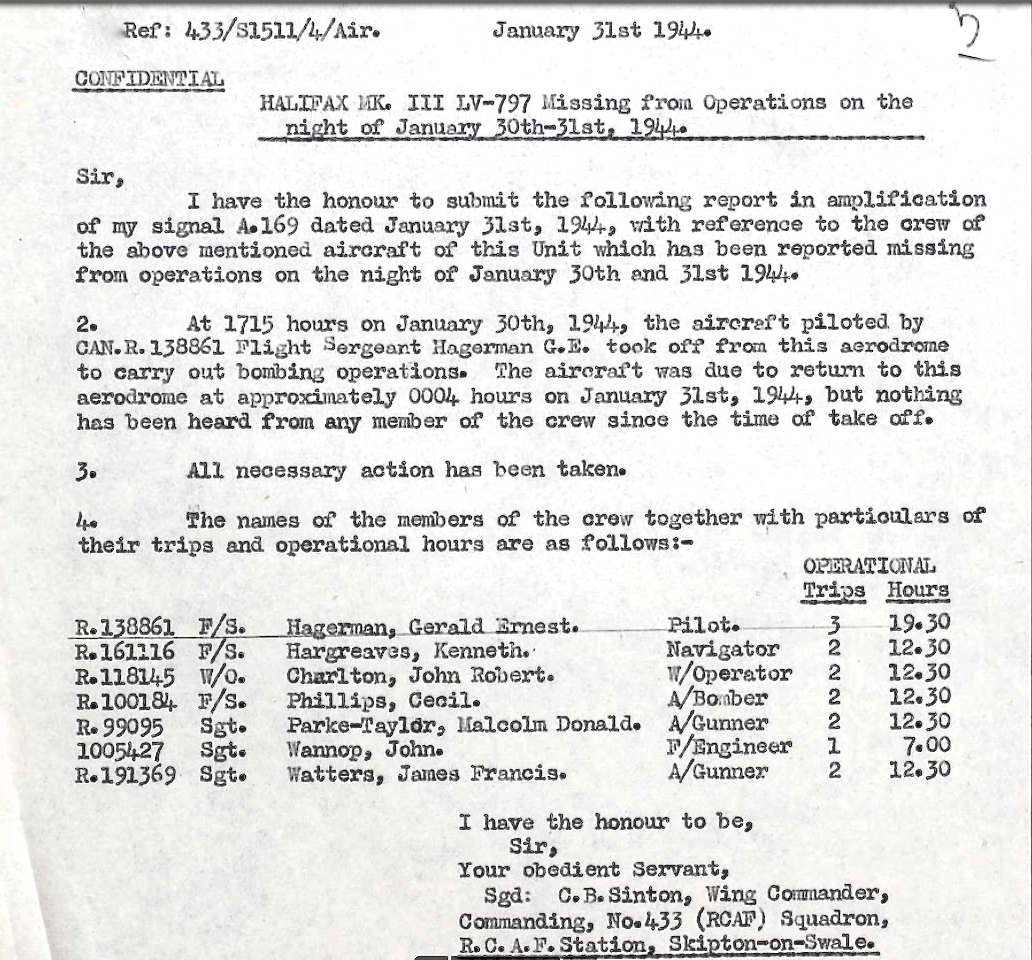 Ref: 433/S1511/4/Air. January 31st 1944.
CONFIDENTIAL
HALIFAX MK. III LV-797 Missing from Operations on the
night of January 30th-31st, 1944.
Sir,
I have the honour to submit the following report in amplification
of my signal A.169 dated January 31st, 1944, with reference to the crew of
the above mentioned aircraft of this Unit which has been reported missing
from operations on the night of January 30th and 31st 1944.
2. At 1715 hours on January 30th, 1944, the aircraft piloted by
CAN.R.138861 Flight Sergeant Hagerman G.E. took off from this aerodrome
to carry out bombing operations. The aircraft was due to return to this
aerodrome at approximately 0004 hours on January 31st, 1944, but nothing
has been heard from any member of the crew since the time of take off.
3. All necessary action has been taken.
4. The names of the members of the crew together with particulars of
their trips and operational hours are as follows:-
OPERATIONAL
Trips Hours
R.138861 F/S. Hagerman, Gerald Ernest. Pilot. 3 19.30
R.161116 F/S. Hargreaves, Kenneth. Navigator 2 12.30
R.118145 W/O. Charlton, John Robert. W/Operator 2 12.30
R.100184 F/S. Phillips, Cecil. A/Bomber 2 12.30
R.99095 Sgt. Parke-Taylor, Malcolm Donald. A/Gunner 2 12.30
1005427 Sgt. Wannop, John. F/Engineer 1 7.00
R.191369 Sgt. Watters, James Francis. A/Gunner 2 12.30
I have the honour to be,
Sir,
Your obedient Servant,
Sgd: C.B.Sinton, Wing Commander,
Commanding, No.433 (RCAF) Squadron,
R.C.A.F.Station, Skipton-on-Swale.